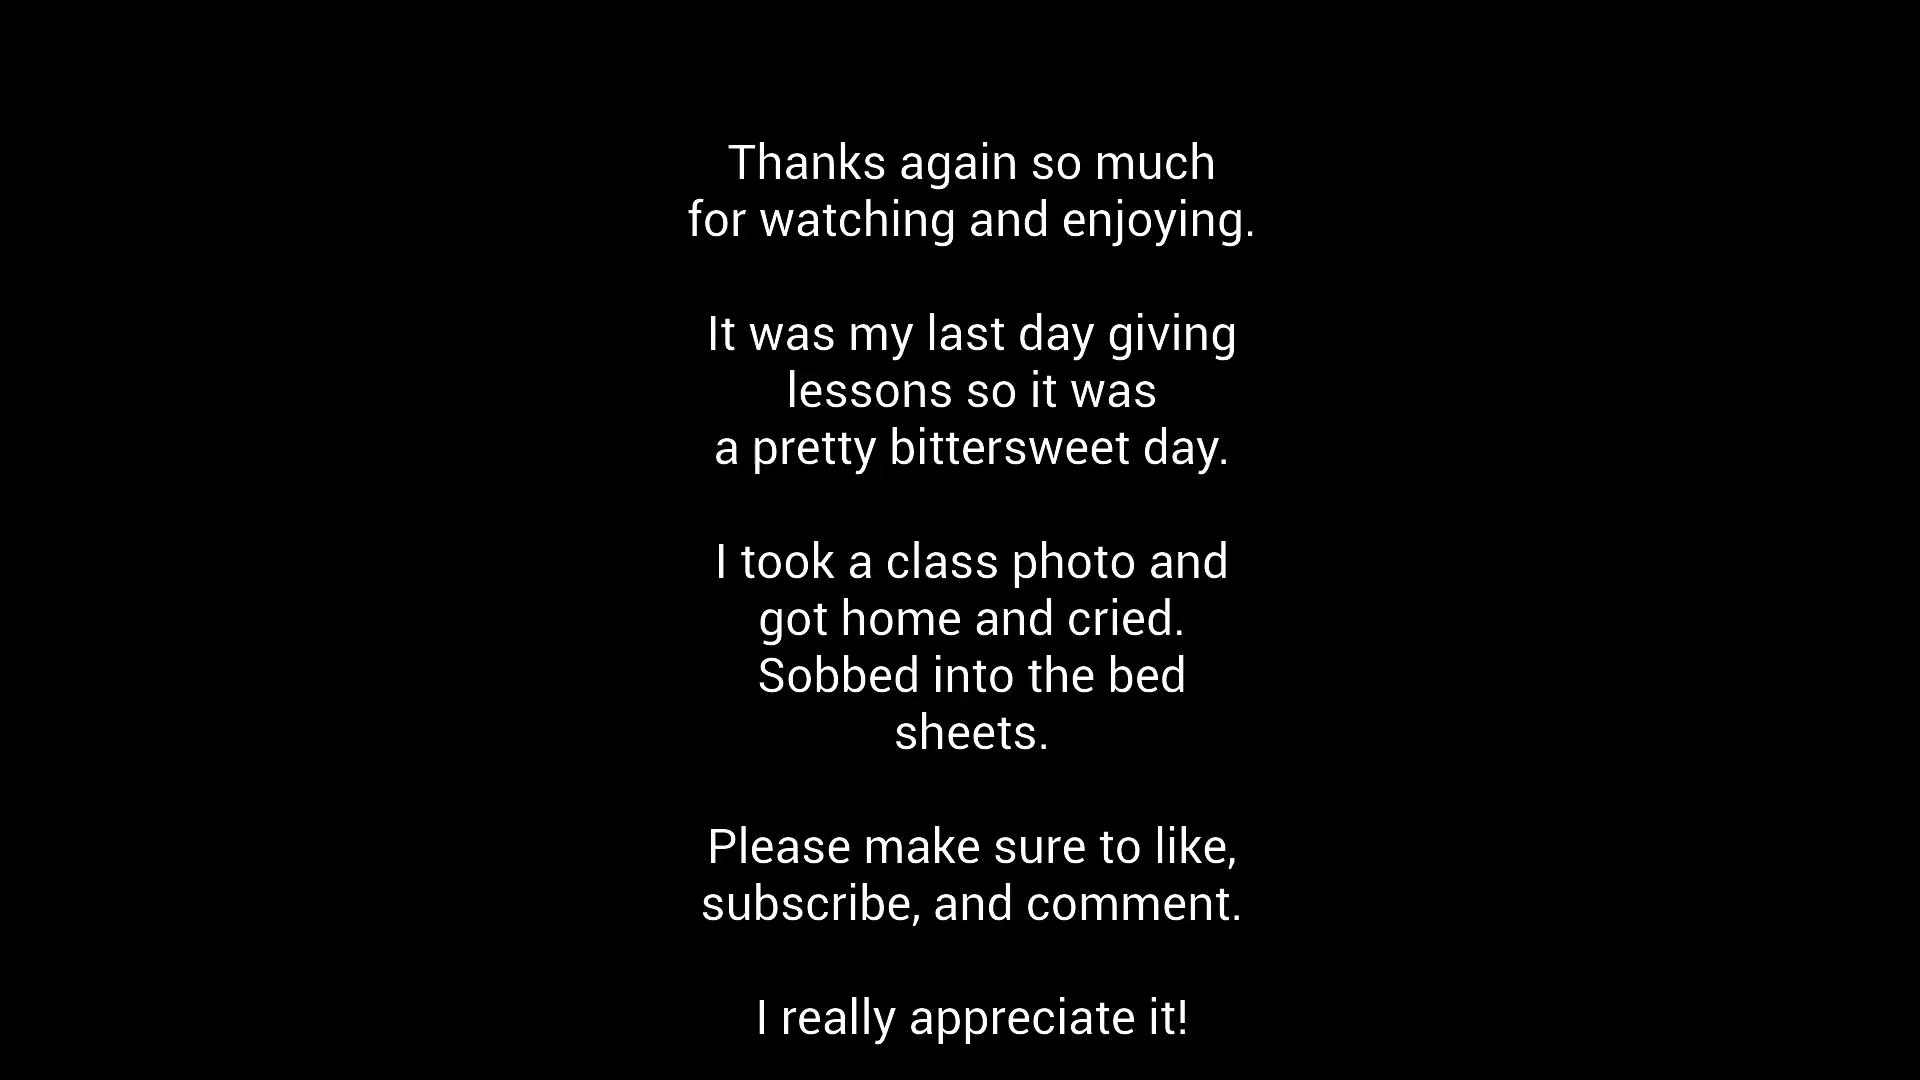 Thanks again so much
for watching and enjoying.
It was my last day giving
lessons so it was
a pretty bittersweet day.
I took a class photo and
got home and cried.
Sobbed into the bed
sheets.
Please make sure to like,
subscribe, and comment.
I really appreciate it!